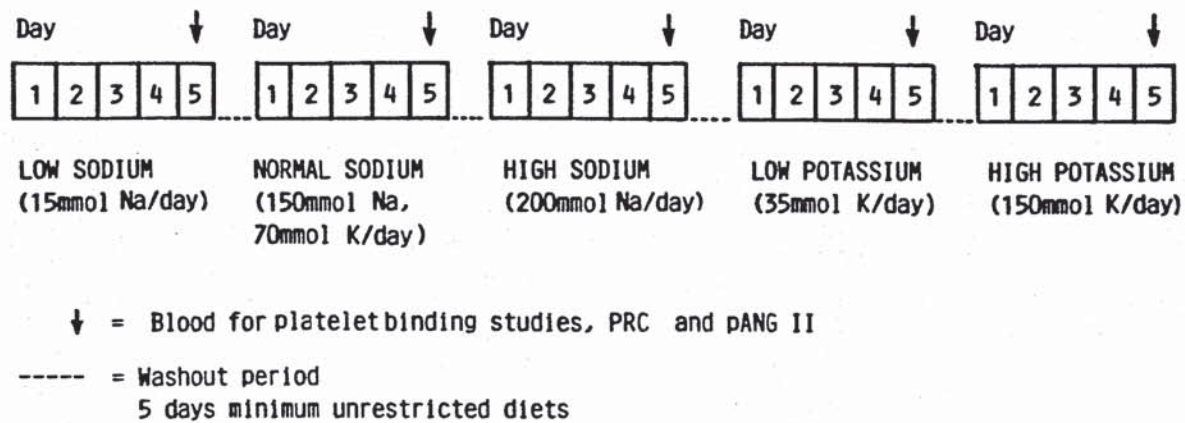 Day Day Day Day Day
1 2 3 4 5 1 2 3 4 5 1 2 3 4 5 1 2 3 4 5 1 2 3 4 5
LOW SODIUM
(15mmol Na/day)
NORMAL SODIUM
(150mmol Na,
70mmol K/day)
HIGH SODIUM
(200mmol Na/day)
LOW POTASSIUM
(35mmol K/day)
HIGH POTASSIUM
(150mmol K/day)
↓ = Blood for platelet binding studies, PRC and pANG II
----- = Washout period
5 days minimum unrestricted diets